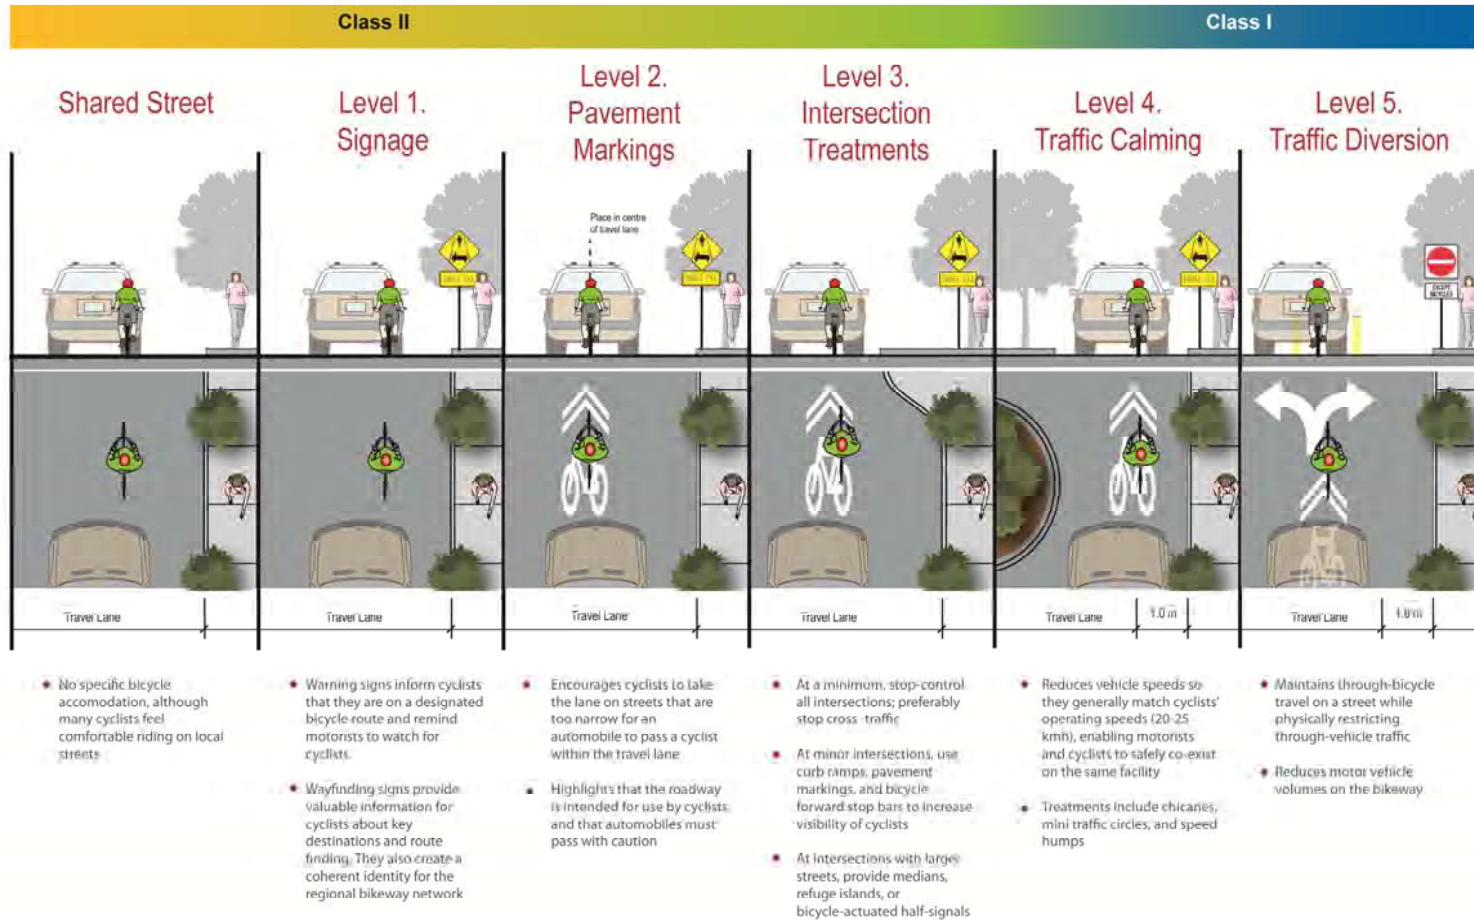 Class II
Class I
Shared Street
Level 1.
Signage
Level 2.
Pavement
Markings
Level 3.
Intersection
Treatments
Level 4.
Traffic Calming
Level 5.
Traffic Diversion
Place in centre
of travel lane
EXCEPT
BICYCLES
Travel Lane
Travel Lane
Travel Lane
Travel Lane
Travel Lane
1.0 m
Travel Lane
1.0 m
No specific bicycle
accomodation, although
many cyclists feel
comfortable riding on local
streets
Warning signs inform cyclists
that they are on a designated
bicycle route and remind
motorists to watch for
cyclists.
Wayfinding signs provide
valuable information for
cyclists about key
destinations and route
finding. They also create a
coherent identity for the
regional bikeway network
Encourages cyclists to take
the lane on streets that are
too narrow for an
automobile to pass a cyclist
within the travel lane
Highlights that the roadway
is intended for use by cyclists
and that automobiles must
pass with caution
At a minimum, stop-control
all intersections; preferably
stop cross-traffic
At minor intersections, use
curb ramps, pavement
markings, and bicycle
forward stop bars to increase
visibility of cyclists
At intersections with larger
streets, provide medians,
refuge islands, or
bicycle-actuated half-signals
Reduces vehicle speeds so
they generally match cyclists'
operating speeds (20-25
kmh), enabling motorists
and cyclists to safely co-exist
on the same facility
Treatments include chicanes,
mini traffic circles, and speed
humps
Maintains through-bicycle
travel on a street while
physically restricting
through-vehicle traffic
Reduces motor vehicle
volumes on the bikeway